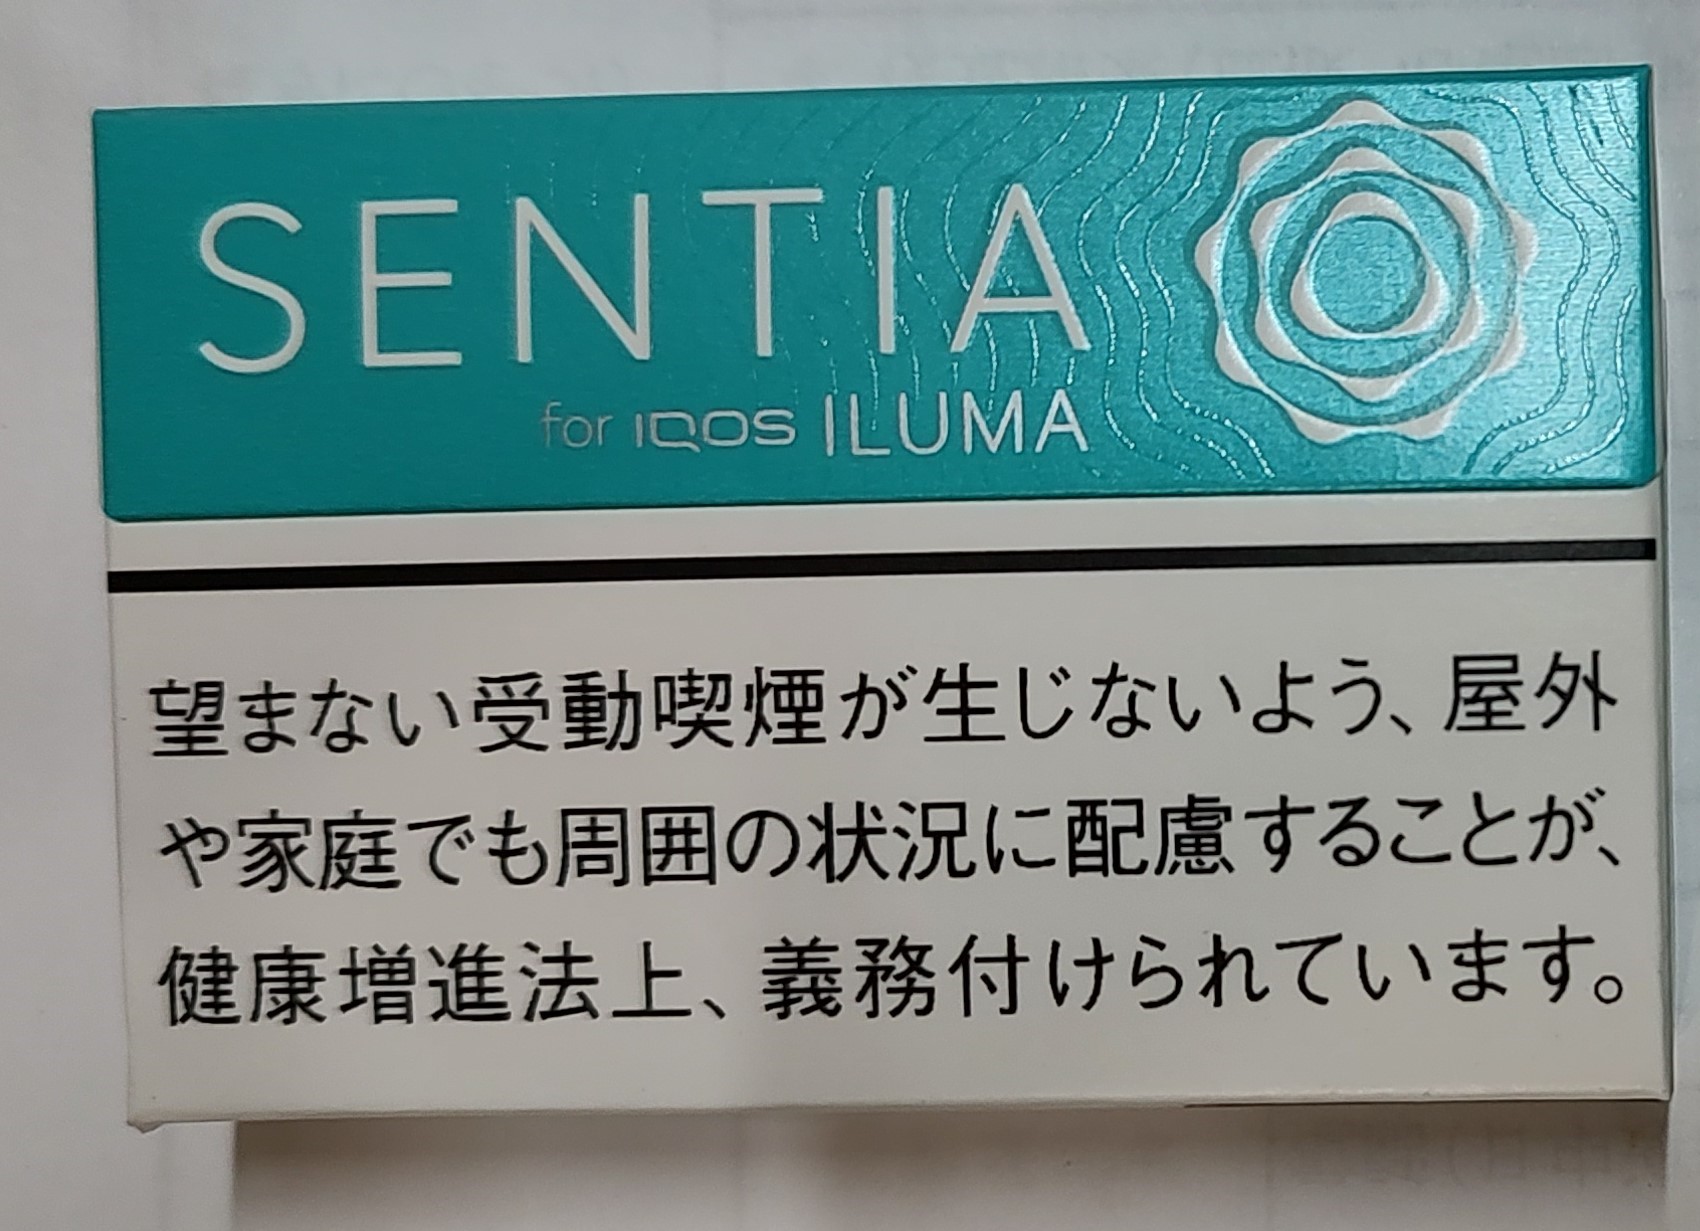 SENTIA
for IQOS ILUMA
望まない受動喫煙が生じないよう、屋外
や家庭でも周囲の状況に配慮することが、
健康増進法上、義務付けられています。